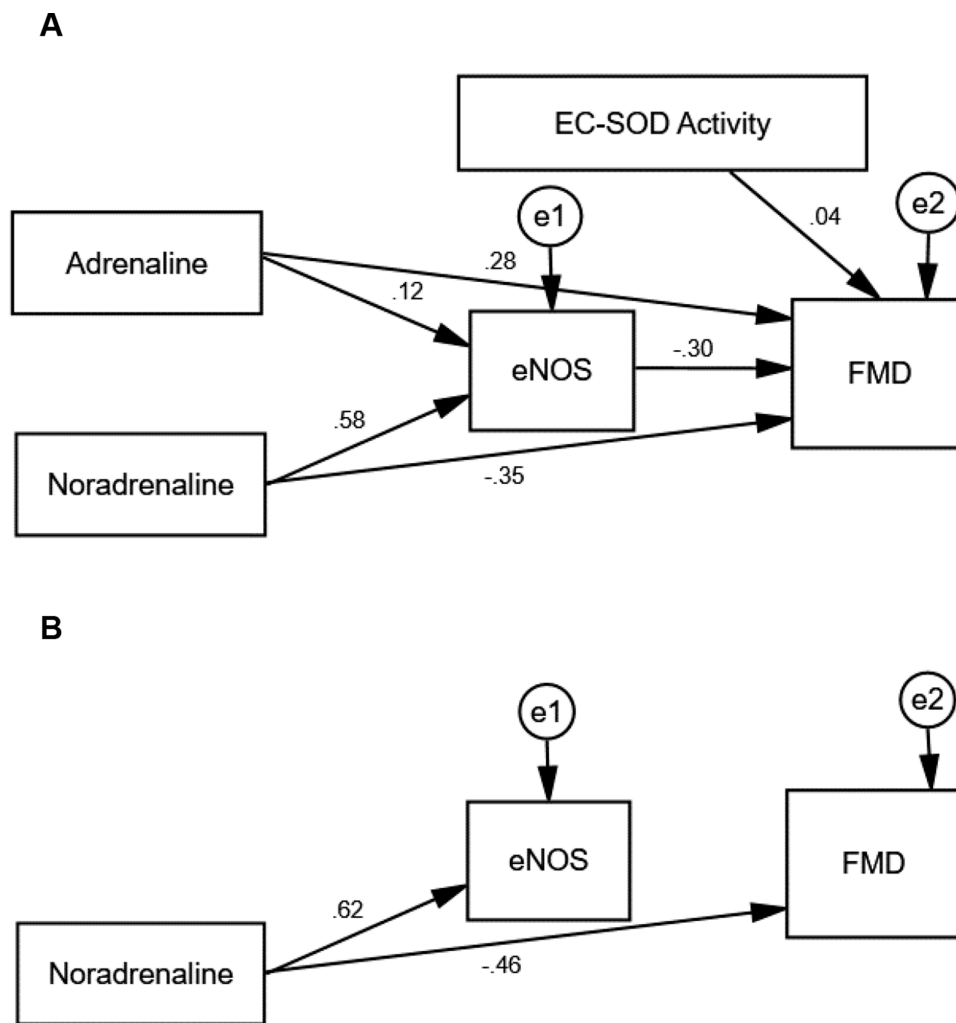 A
EC-SOD Activity
e1
e2
.04
Adrenaline
.28
.12
-.30
eNOS
FMD
.58
Noradrenaline
-.35
B
e1
e2
eNOS
FMD
.62
Noradrenaline
-.46